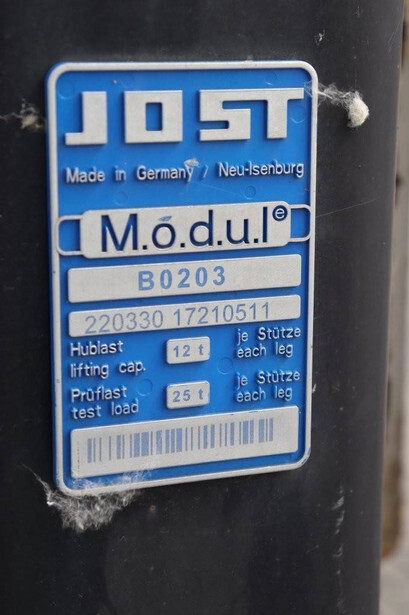 JOST
Made in Germany / Neu-Isenburg
M.o.d.u.l e
B0203
220330 17210511
Hublast 12 t je Stütze
lifting cap. each leg
Prüflast 25 t je Stütze
test load each leg